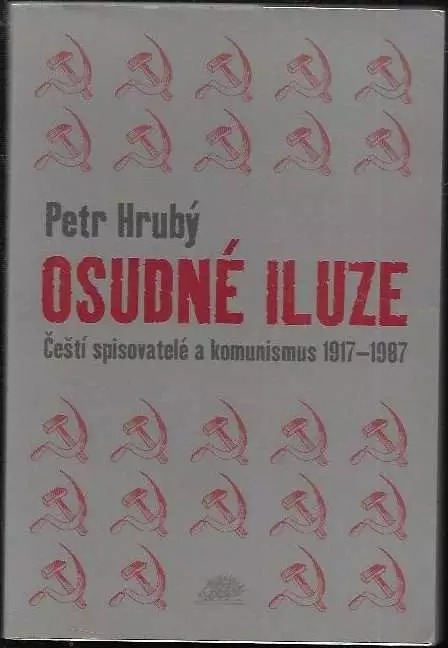 Petr Hrubý
OSUDNÉ ILUZE
Čeští spisovatelé a komunismus 1917–1987